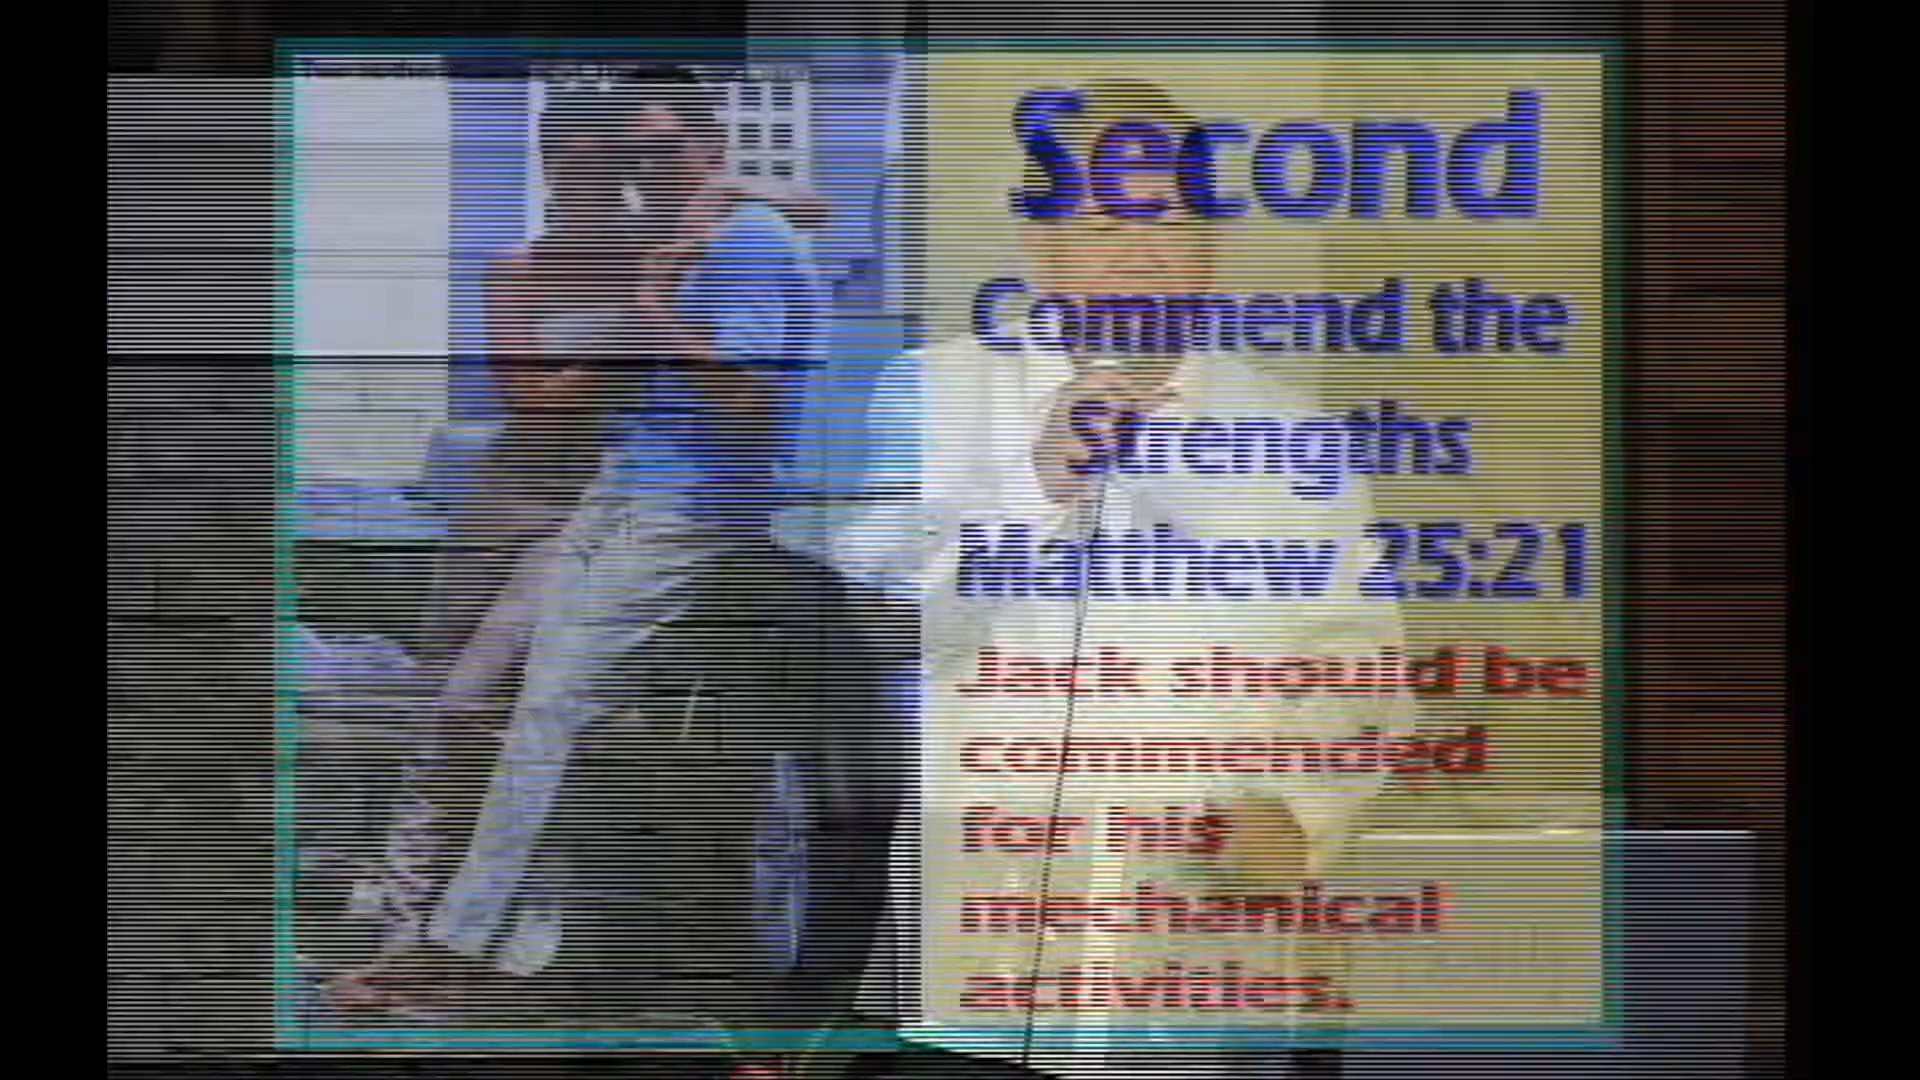 Second
Commend the
Strengths
Matthew 25:21
Jack should be
commended
for his
mechanical
activities.